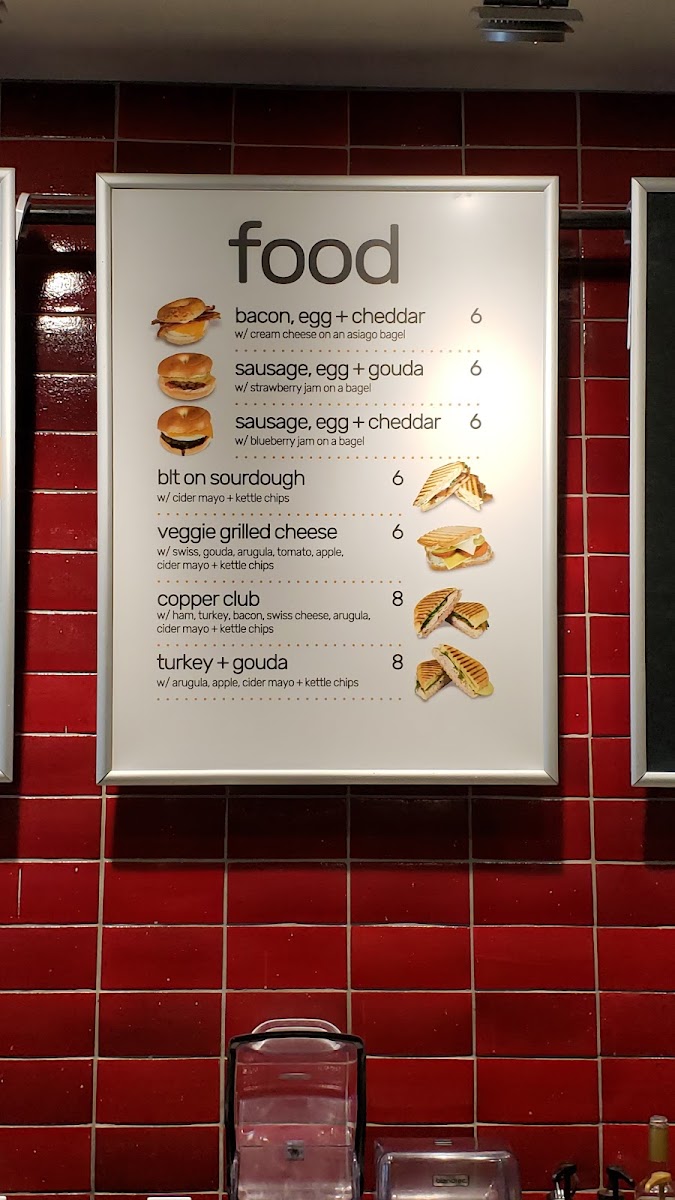 food
bacon, egg + cheddar 6
w/ cream cheese on an asiago bagel
sausage, egg + gouda 6
w/ strawberry jam on a bagel
sausage, egg + cheddar 6
w/ blueberry jam on a bagel
blt on sourdough 6
w/ cider mayo + kettle chips
veggie grilled cheese 6
w/ swiss, gouda, arugula, tomato, apple,
cider mayo + kettle chips
copper club 8
w/ ham, turkey, bacon, swiss cheese, arugula,
cider mayo + kettle chips
turkey + gouda 8
w/ arugula, apple, cider mayo + kettle chips